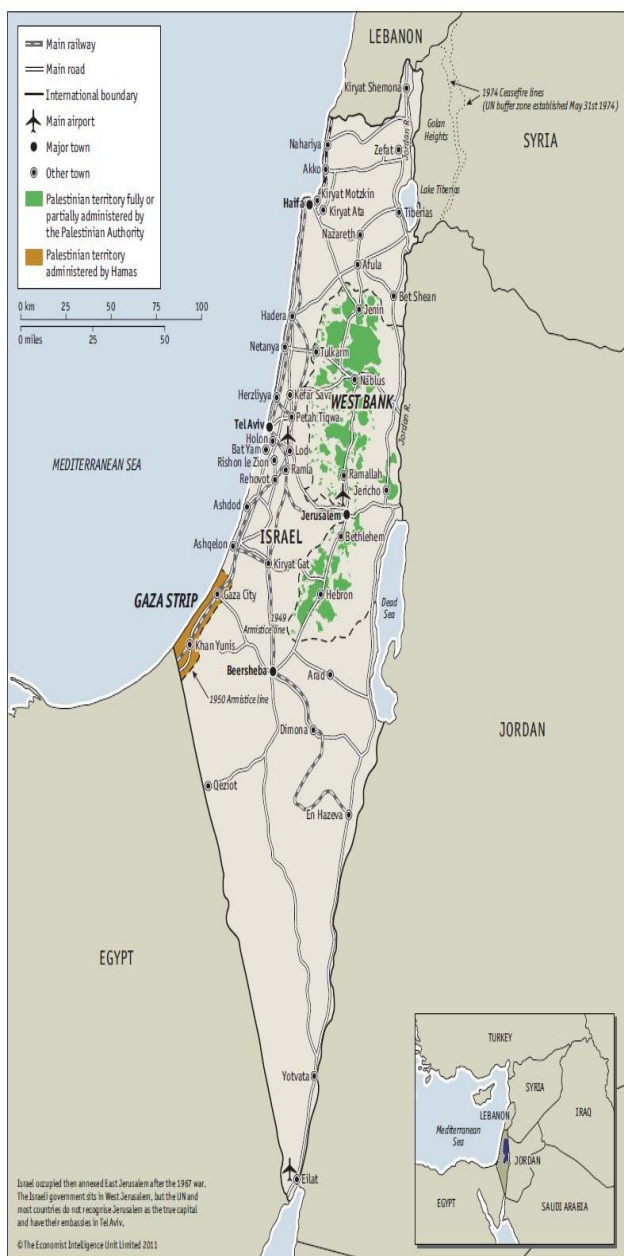 Main railway
Main road
International boundary
Main airport
Major town
Other town
Palestinian territory fully or
partially administered by
the Palestinian Authority
Palestinian territory
administered by Hamas
0 km 25 50 75 100
0 miles 25 50
LEBANON
Kiryat Shemona
1974 Ceasefire lines
(UN buffer zone established May 31st 1974)
Golan
Heights
SYRIA
Jordan R.
Nahariya
Zefat
Akko
Lake Tiberias
Kiryat Motzkin
Haifa
Kiryat Ata
Tiberias
Nazareth
Afula
Bet Shean
Hadera
Jenin
Netanya
Tulkarm
Nablus
Herzliyya
Kefar Sava
WEST BANK
Petah Tiqwa
Tel Aviv
Holon
Bat Yam
Lod
Jordan R.
MEDITERRANEAN SEA
Rishon le Zion
Ramla
Rehovot
Ramallah
Jericho
Ashdod
Jerusalem
ISRAEL
Bethlehem
Ashqelon
Kiryat Gat
GAZA STRIP
Gaza City
Hebron
Dead
Sea
1949
Armistice line
Khan Yunis
Beersheba
Arad
1950 Armistice line
JORDAN
Dimona
Qeziot
En Hazeva
EGYPT
Yotvata
Eilat
TURKEY
SYRIA
LEBANON
IRAQ
Mediterranean
Sea
JORDAN
EGYPT
SAUDI ARABIA
Israel occupied then annexed East Jerusalem after the 1967 war.
The Israeli government sits in West Jerusalem, but the UN and
most countries do not recognise Jerusalem as the true capital
and have their embassies in Tel Aviv.
©The Economist Intelligence Unit Limited 2011